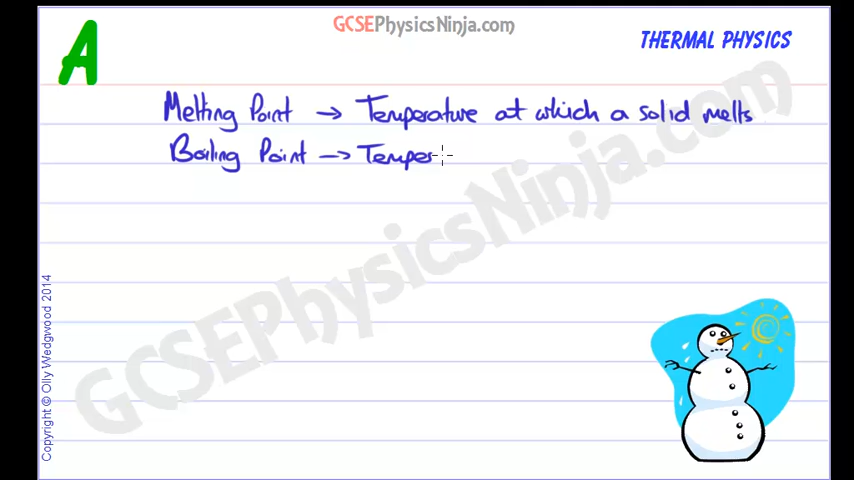 GCSEPhysicsNinja.com
A
THERMAL PHYSICS
Melting Point → Temperature at which a solid melts
Boiling Point → Temper
GCSEPhysicsNinja.com
Copyright © Olly Wedgwood 2014